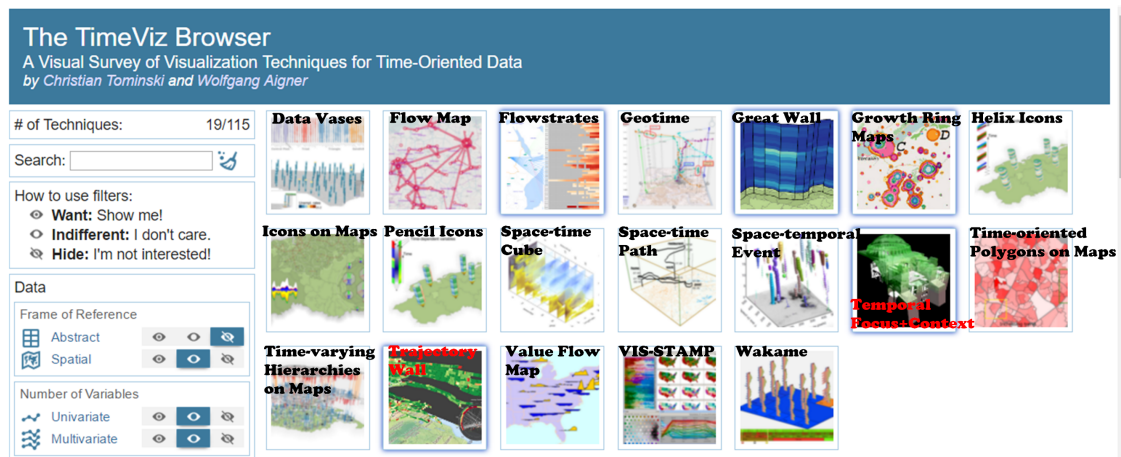 The TimeViz Browser
A Visual Survey of Visualization Techniques for Time-Oriented Data
by Christian Tominski and Wolfgang Aigner
# of Techniques: 19/115
Search:
How to use filters:
Want: Show me!
Indifferent: I don't care.
Hide: I'm not interested!
Data
Frame of Reference
Abstract
Spatial
Number of Variables
Univariate
Multivariate
Data Vases
Flow Map
Flowstrates
Geotime
Great Wall
Growth Ring
Maps
C
D
Helix Icons
Icons on Maps
Pencil Icons
Space-time
Cube
Space-time
Path
Space-temporal
Event
Temporal
Focus+Context
Time-oriented
Polygons on Maps
Time-varying
Hierarchies
on Maps
Trajectory
Wall
Value Flow
Map
VIS-STAMP
Wakame